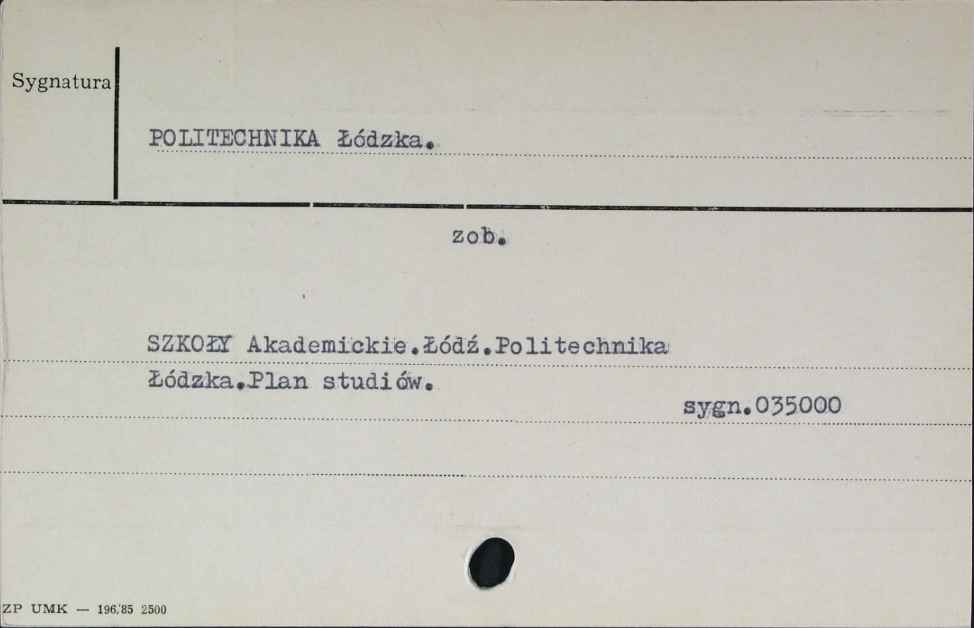 Sygnatura
POLITECHNIKA Łódzka.
zob.
SZKOŁY Akademickie.Łódź.Politechnika
Łódzka.Plan studiów.
sygn.035000
ZP UMK — 196/85 2500